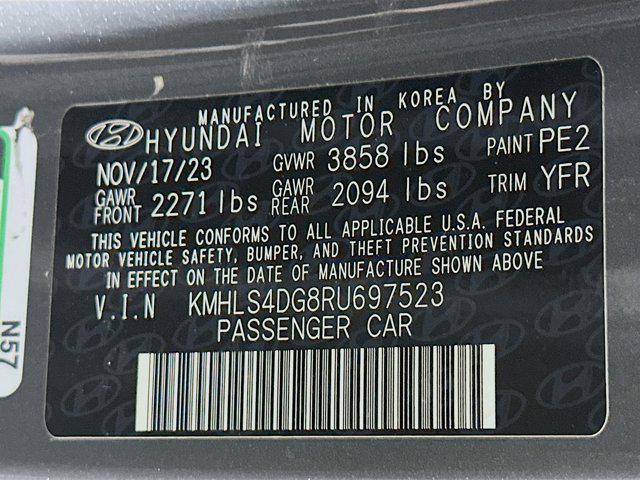 MANUFACTURED IN KOREA BY
HYUNDAI MOTOR COMPANY
NOV/17/23 GVWR 3858 lbs PAINT PE2
GAWR FRONT 2271 lbs GAWR REAR 2094 lbs TRIM YFR
THIS VEHICLE CONFORMS TO ALL APPLICABLE U.S.A. FEDERAL
MOTOR VEHICLE SAFETY, BUMPER, AND THEFT PREVENTION STANDARDS
IN EFFECT ON THE DATE OF MANUFACTURE SHOWN ABOVE
V.I.N KMHLS4DG8RU697523
PASSENGER CAR
N57